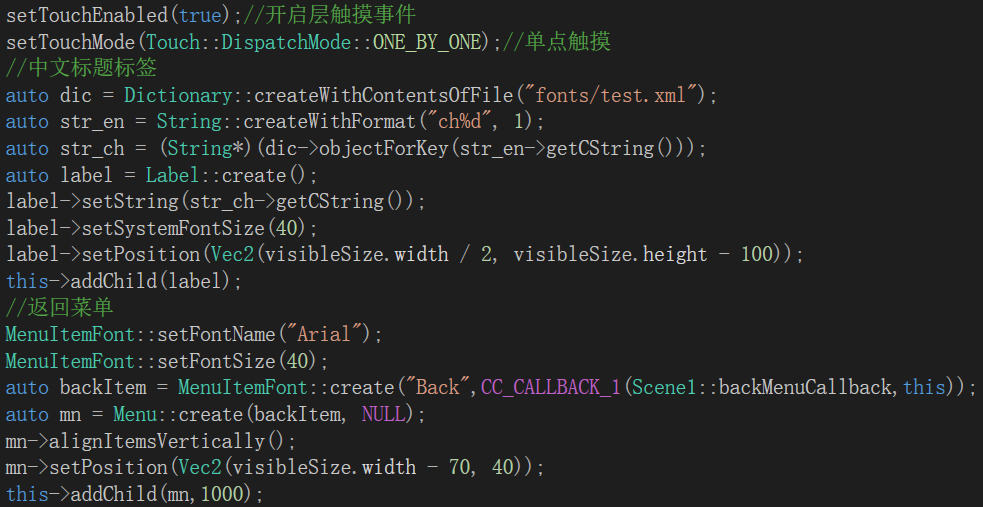 setTouchEnabled(true);//开启层触摸事件
setTouchMode(Touch::DispatchMode::ONE_BY_ONE);//单点触摸
//中文标题标签
auto dic = Dictionary::createWithContentsOfFile("fonts/test.xml");
auto str_en = String::createWithFormat("ch%d", 1);
auto str_ch = (String*)(dic->objectForKey(str_en->getCString()));
auto label = Label::create();
label->setString(str_ch->getCString());
label->setSystemFontSize(40);
label->setPosition(Vec2(visibleSize.width / 2, visibleSize.height - 100));
this->addChild(label);
//返回菜单
MenuItemFont::setFontName("Arial");
MenuItemFont::setFontSize(40);
auto backItem = MenuItemFont::create("Back",CC_CALLBACK_1(Scene1::backMenuCallback,this));
auto mn = Menu::create(backItem, NULL);
mn->alignItemsVertically();
mn->setPosition(Vec2(visibleSize.width - 70, 40));
this->addChild(mn,1000);